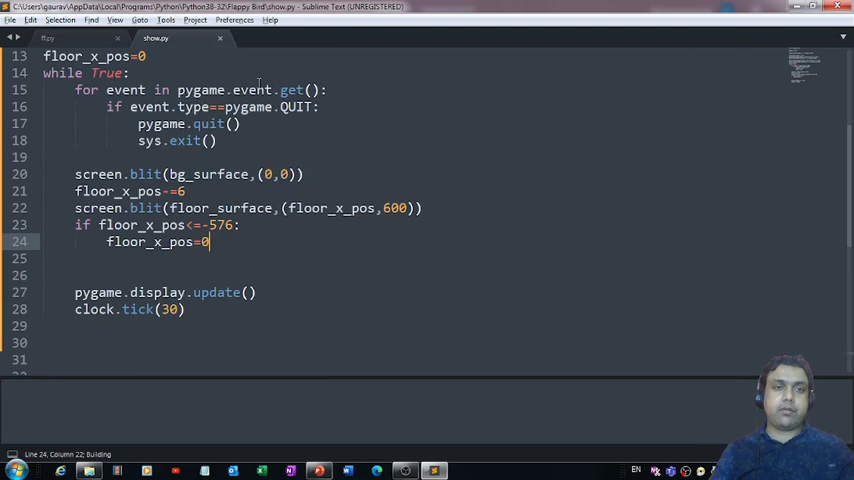 C:\Users\gaurav\AppData\Local\Programs\Python\Python38-32\Flappy Bird\show.py - Sublime Text (UNREGISTERED)
File Edit Selection Find View Goto Tools Project Preferences Help
ff.py show.py
13 floor_x_pos=0
14 while True:
15 for event in pygame.event.get():
16 if event.type==pygame.QUIT:
17 pygame.quit()
18 sys.exit()
19
20 screen.blit(bg_surface,(0,0))
21 floor_x_pos-=6
22 screen.blit(floor_surface,(floor_x_pos,600))
23 if floor_x_pos<=-576:
24 floor_x_pos=0
25
26
27 pygame.display.update()
28 clock.tick(30)
29
30
31
Line 24, Column 22; Building
EN